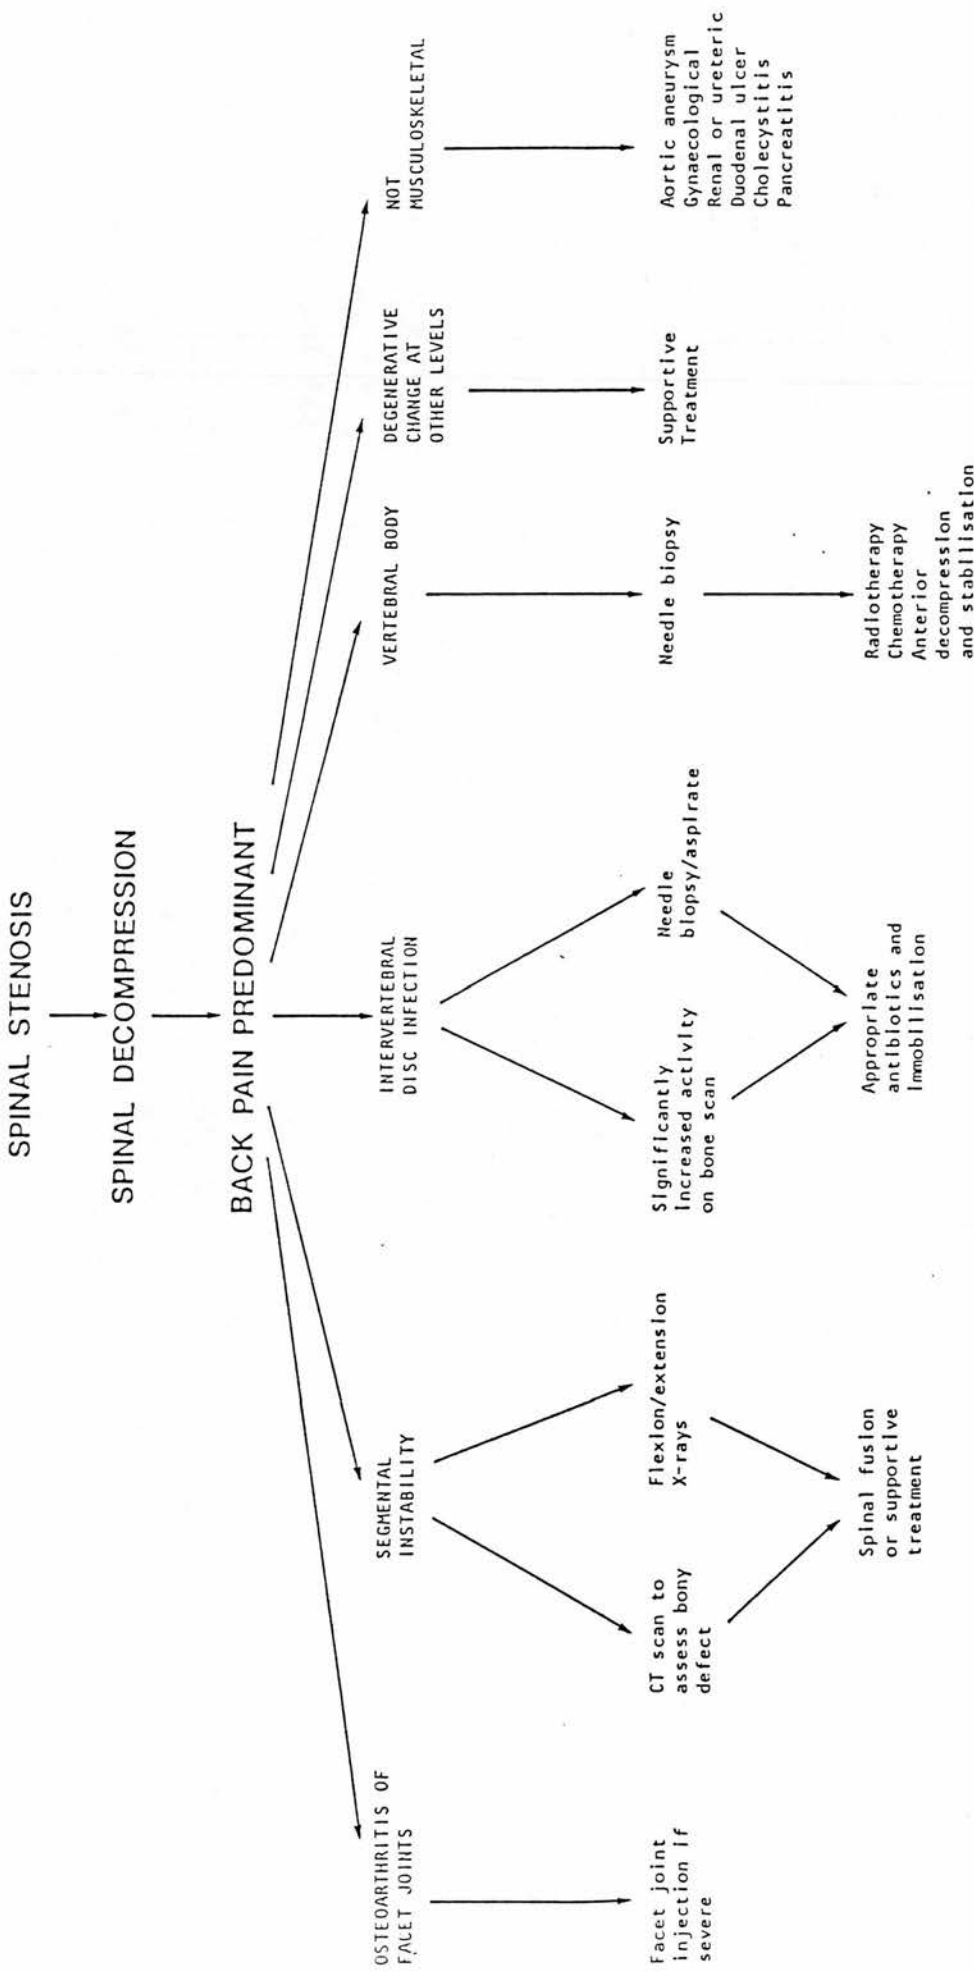 SPINAL STENOSIS
SPINAL DECOMPRESSION
BACK PAIN PREDOMINANT
OSTEOARTHRITIS OF
FACET JOINTS
SEGMENTAL
INSTABILITY
INTERVERTEBRAL
DISC INFECTION
VERTEBRAL BODY
DEGENERATIVE
CHANGE AT
OTHER LEVELS
NOT
MUSCULOSKELETAL
Facet joint
injection if
severe
CT scan to
assess bony
defect
Flexion/extension
X-rays
Significantly
increased activity
on bone scan
Needle
biopsy/aspirate
Needle biopsy
Supportive
Treatment
Aortic aneurysm
Gynaecological
Renal or ureteric
Duodenal ulcer
Cholecystitis
Pancreatitis
Spinal fusion
or supportive
treatment
Appropriate
antibiotics and
immobilisation
Radiotherapy
Chemotherapy
Anterior
decompression
and stabilisation